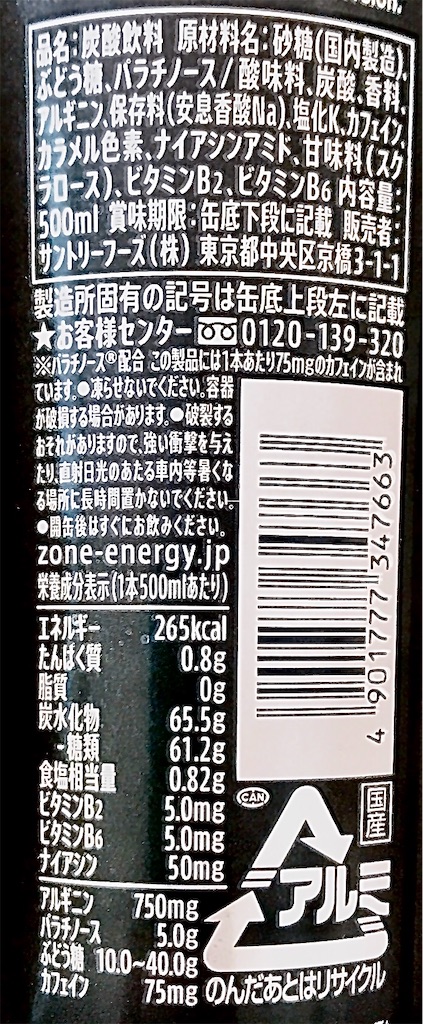 品名:炭酸飲料 原材料名:砂糖(国内製造)、
ぶどう糖、パラチノース/酸味料、炭酸、香料、
アルギニン、保存料(安息香酸Na)、塩化K、カフェイン、
カラメル色素、ナイアシンアミド、甘味料(スク
ラロース)、ビタミンB2、ビタミンB6 内容量:
500ml 賞味期限:缶底下段に記載 販売者:
サントリーフーズ(株) 東京都中央区京橋3-1-1
製造所固有の記号は缶底上段左に記載
★お客様センター 0120-139-320
※パラチノース®配合 この製品には1本あたり75mgのカフェインが含まれ
ています。●凍らせないでください。容器
が破損する場合があります。●破裂する
おそれがありますので、強い衝撃を与え
たり、直射日光のあたる車内等暑くな
る場所に長時間置かないでください。
●開缶後はすぐにお飲みください。
zone-energy.jp
栄養成分表示(1本500mlあたり)
エネルギー 265kcal
たんぱく質 0.8g
脂質 0g
炭水化物 65.5g
-糖類 61.2g
食塩相当量 0.82g
ビタミンB2 5.0mg
ビタミンB6 5.0mg
ナイアシン 50mg
アルギニン 750mg
パラチノース 5.0g
ぶどう糖 10.0~40.0g
カフェイン 75mg
4 901777 347663
CAN
国産
アルミ
のんだあとはリサイクル